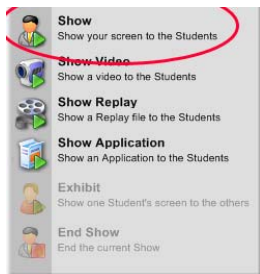 Show
Show your screen to the Students
Show Video
Show a video to the Students
Show Replay
Show a Replay file to the Students
Show Application
Show an Application to the Students
Exhibit
Show one Student's screen to the others
End Show
End the current Show